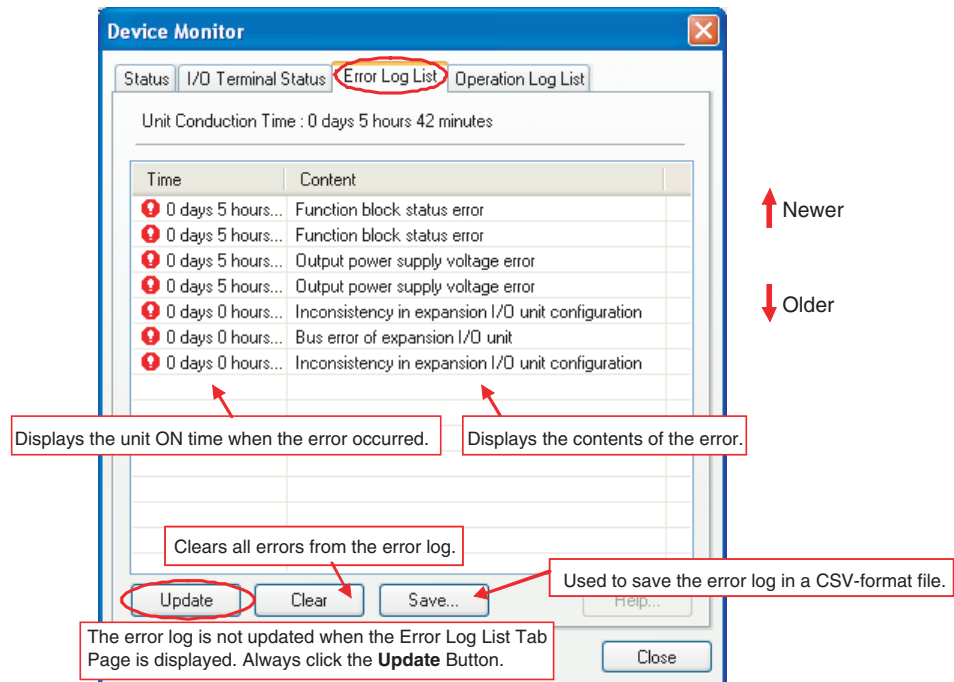 Device Monitor
Status I/O Terminal Status Error Log List Operation Log List
Unit Conduction Time : 0 days 5 hours 42 minutes
Time Content
0 days 5 hours... Function block status error
0 days 5 hours... Function block status error
0 days 5 hours... Output power supply voltage error
0 days 5 hours... Output power supply voltage error
0 days 0 hours... Inconsistency in expansion I/O unit configuration
0 days 0 hours... Bus error of expansion I/O unit
0 days 0 hours... Inconsistency in expansion I/O unit configuration
Newer
Older
Displays the unit ON time when the error occurred.
Displays the contents of the error.
Clears all errors from the error log.
Used to save the error log in a CSV-format file.
Update Clear Save... Help...
The error log is not updated when the Error Log List Tab
Page is displayed. Always click the Update Button.
Close